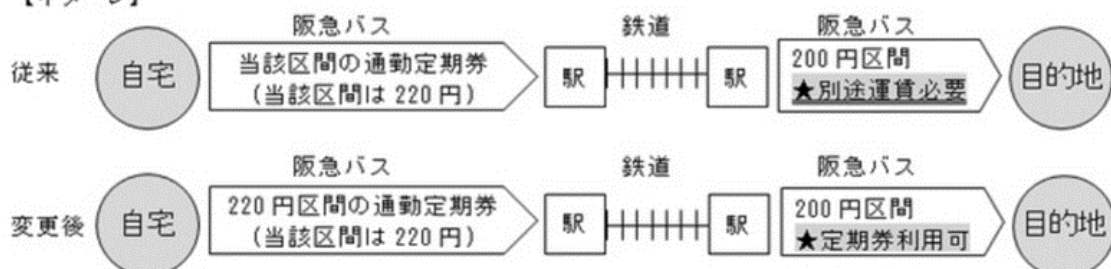 【イメージ】
阪急バス 鉄道 阪急バス
従来 自宅 当該区間の通勤定期券 駅 駅 200円区間 目的地
(当該区間は220円) ★別途運賃必要
阪急バス 鉄道 阪急バス
変更後 自宅 220円区間の通勤定期券 駅 駅 200円区間 目的地
(当該区間は220円) ★定期券利用可